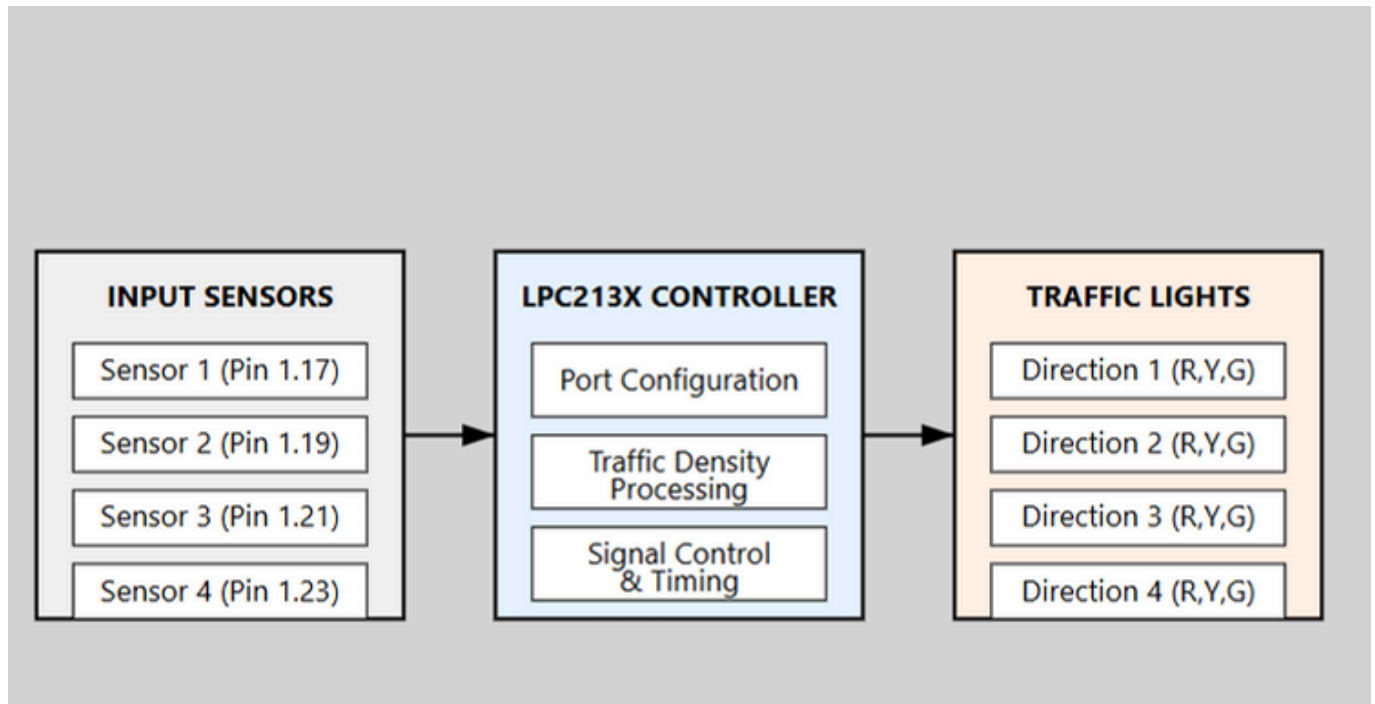 INPUT SENSORS
Sensor 1 (Pin 1.17)
Sensor 2 (Pin 1.19)
Sensor 3 (Pin 1.21)
Sensor 4 (Pin 1.23)
LPC213X CONTROLLER
Port Configuration
Traffic Density
Processing
Signal Control
& Timing
TRAFFIC LIGHTS
Direction 1 (R,Y,G)
Direction 2 (R,Y,G)
Direction 3 (R,Y,G)
Direction 4 (R,Y,G)